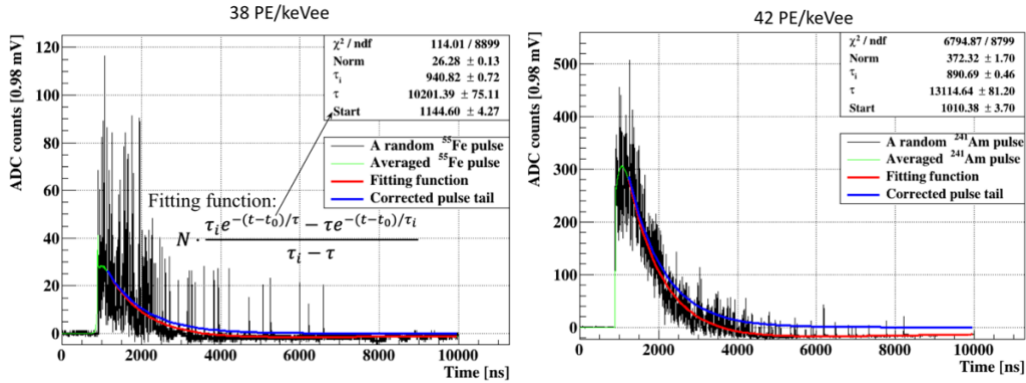 38 PE/keVee
ADC counts [0.98 mV]
120
100
80
60
40
20
0
χ² / ndf 114.01 / 8899
Norm 26.28 ± 0.13
τᵢ 940.82 ± 0.72
τ 10201.39 ± 75.11
Start 1144.60 ± 4.27
A random ⁵⁵Fe pulse
Averaged ⁵⁵Fe pulse
Fitting function
Corrected pulse tail
Fitting function:
N · (τᵢe^{-(t-t₀)/τ} − τe^{-(t-t₀)/τᵢ}) / (τᵢ − τ)
0 2000 4000 6000 8000 10000
Time [ns]
42 PE/keVee
ADC counts [0.98 mV]
500
400
300
200
100
0
χ² / ndf 6794.87 / 8799
Norm 372.32 ± 1.70
τᵢ 890.69 ± 0.46
τ 13114.64 ± 81.20
Start 1010.38 ± 3.70
A random ²⁴¹Am pulse
Averaged ²⁴¹Am pulse
Fitting function
Corrected pulse tail
0 2000 4000 6000 8000 10000
Time [ns]